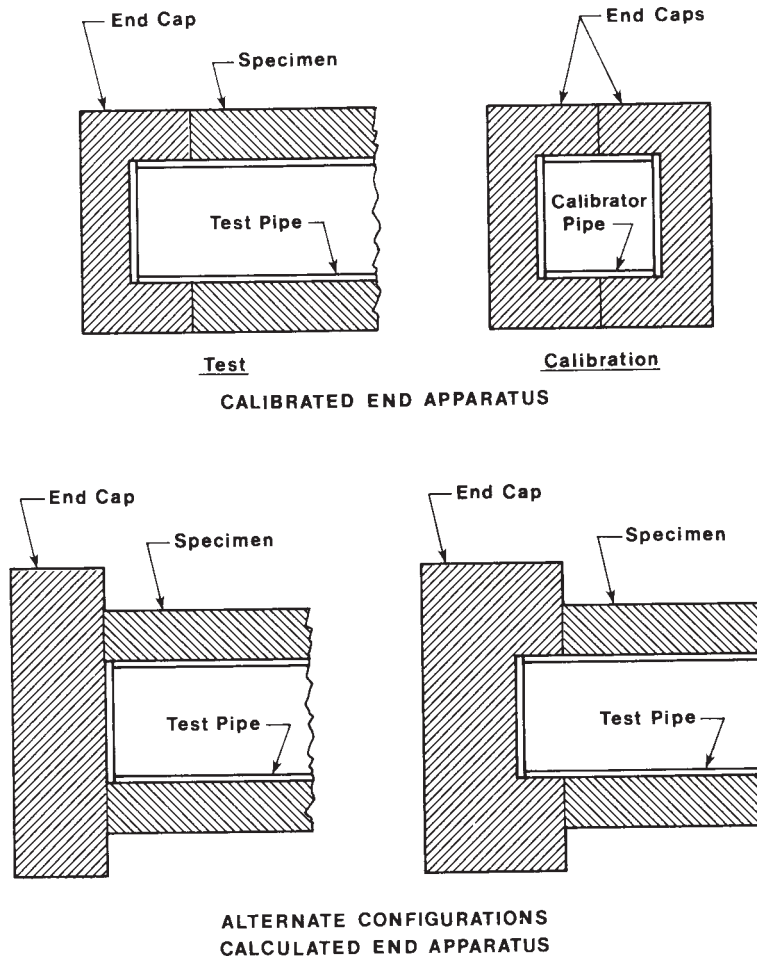 End Cap
Specimen
End Caps
Test Pipe
Calibrator
Pipe
Test
Calibration
CALIBRATED END APPARATUS
End Cap
Specimen
Test Pipe
End Cap
Specimen
Test Pipe
ALTERNATE CONFIGURATIONS
CALCULATED END APPARATUS